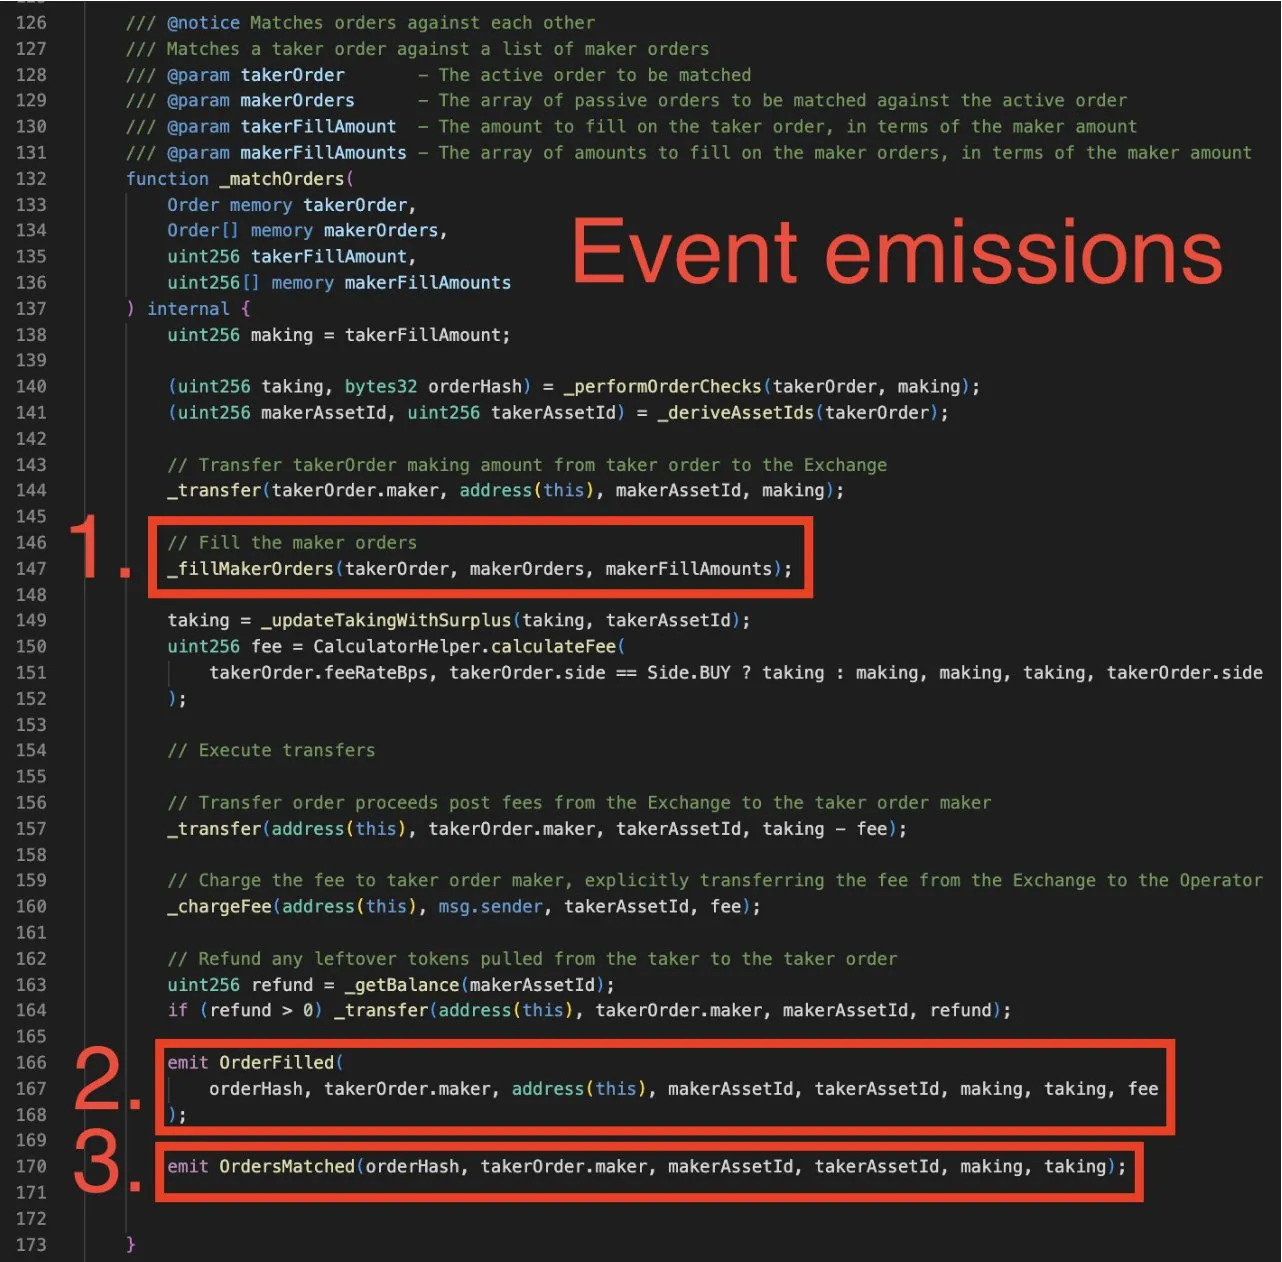 126 /// @notice Matches orders against each other
127 /// Matches a taker order against a list of maker orders
128 /// @param takerOrder - The active order to be matched
129 /// @param makerOrders - The array of passive orders to be matched against the active order
130 /// @param takerFillAmount - The amount to fill on the taker order, in terms of the maker amount
131 /// @param makerFillAmounts - The array of amounts to fill on the maker orders, in terms of the maker amount
132 function _matchOrders(
133 Order memory takerOrder,
134 Order[] memory makerOrders,
135 uint256 takerFillAmount,
Event emissions
136 uint256[] memory makerFillAmounts
137 ) internal {
138 uint256 making = takerFillAmount;
139
140 (uint256 taking, bytes32 orderHash) = _performOrderChecks(takerOrder, making);
141 (uint256 makerAssetId, uint256 takerAssetId) = _deriveAssetIds(takerOrder);
142
143 // Transfer takerOrder making amount from taker order to the Exchange
144 _transfer(takerOrder.maker, address(this), makerAssetId, making);
145
1.
146 // Fill the maker orders
147 _fillMakerOrders(takerOrder, makerOrders, makerFillAmounts);
148
149 taking = _updateTakingWithSurplus(taking, takerAssetId);
150 uint256 fee = CalculatorHelper.calculateFee(
151 takerOrder.feeRateBps, takerOrder.side == Side.BUY ? taking : making, making, taking, takerOrder.side
152 );
153
154 // Execute transfers
155
156 // Transfer order proceeds post fees from the Exchange to the taker order maker
157 _transfer(address(this), takerOrder.maker, takerAssetId, taking - fee);
158
159 // Charge the fee to taker order maker, explicitly transferring the fee from the Exchange to the Operator
160 _chargeFee(address(this), msg.sender, takerAssetId, fee);
161
162 // Refund any leftover tokens pulled from the taker to the taker order
163 uint256 refund = _getBalance(makerAssetId);
164 if (refund > 0) _transfer(address(this), takerOrder.maker, makerAssetId, refund);
165
2.
166 emit OrderFilled(
167 orderHash, takerOrder.maker, address(this), makerAssetId, takerAssetId, making, taking, fee
168 );
169
3.
170 emit OrdersMatched(orderHash, takerOrder.maker, makerAssetId, takerAssetId, making, taking);
171
172
173 }